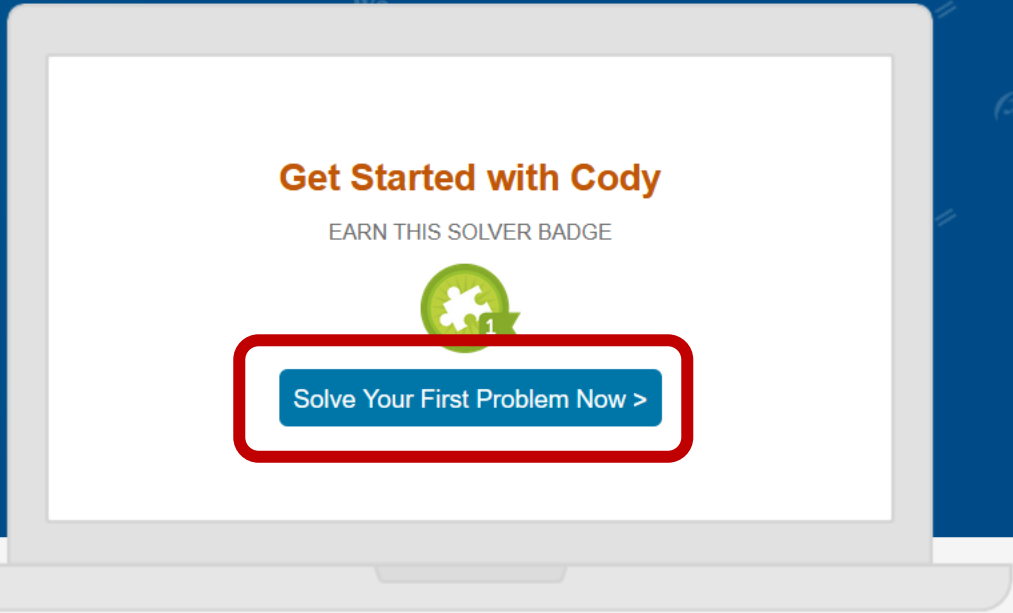 Get Started with Cody
EARN THIS SOLVER BADGE
1
Solve Your First Problem Now >